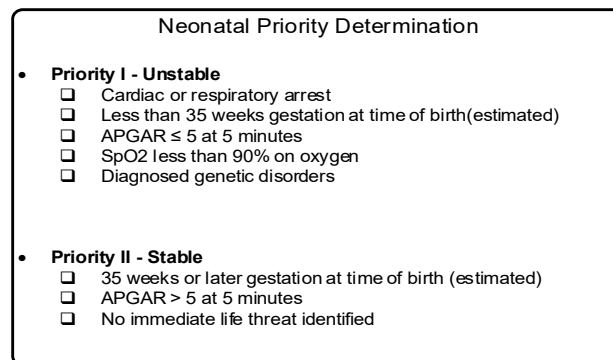 Neonatal Priority Determination
• Priority I - Unstable
❑ Cardiac or respiratory arrest
❑ Less than 35 weeks gestation at time of birth(estimated)
❑ APGAR ≤ 5 at 5 minutes
❑ SpO2 less than 90% on oxygen
❑ Diagnosed genetic disorders
• Priority II - Stable
❑ 35 weeks or later gestation at time of birth (estimated)
❑ APGAR > 5 at 5 minutes
❑ No immediate life threat identified